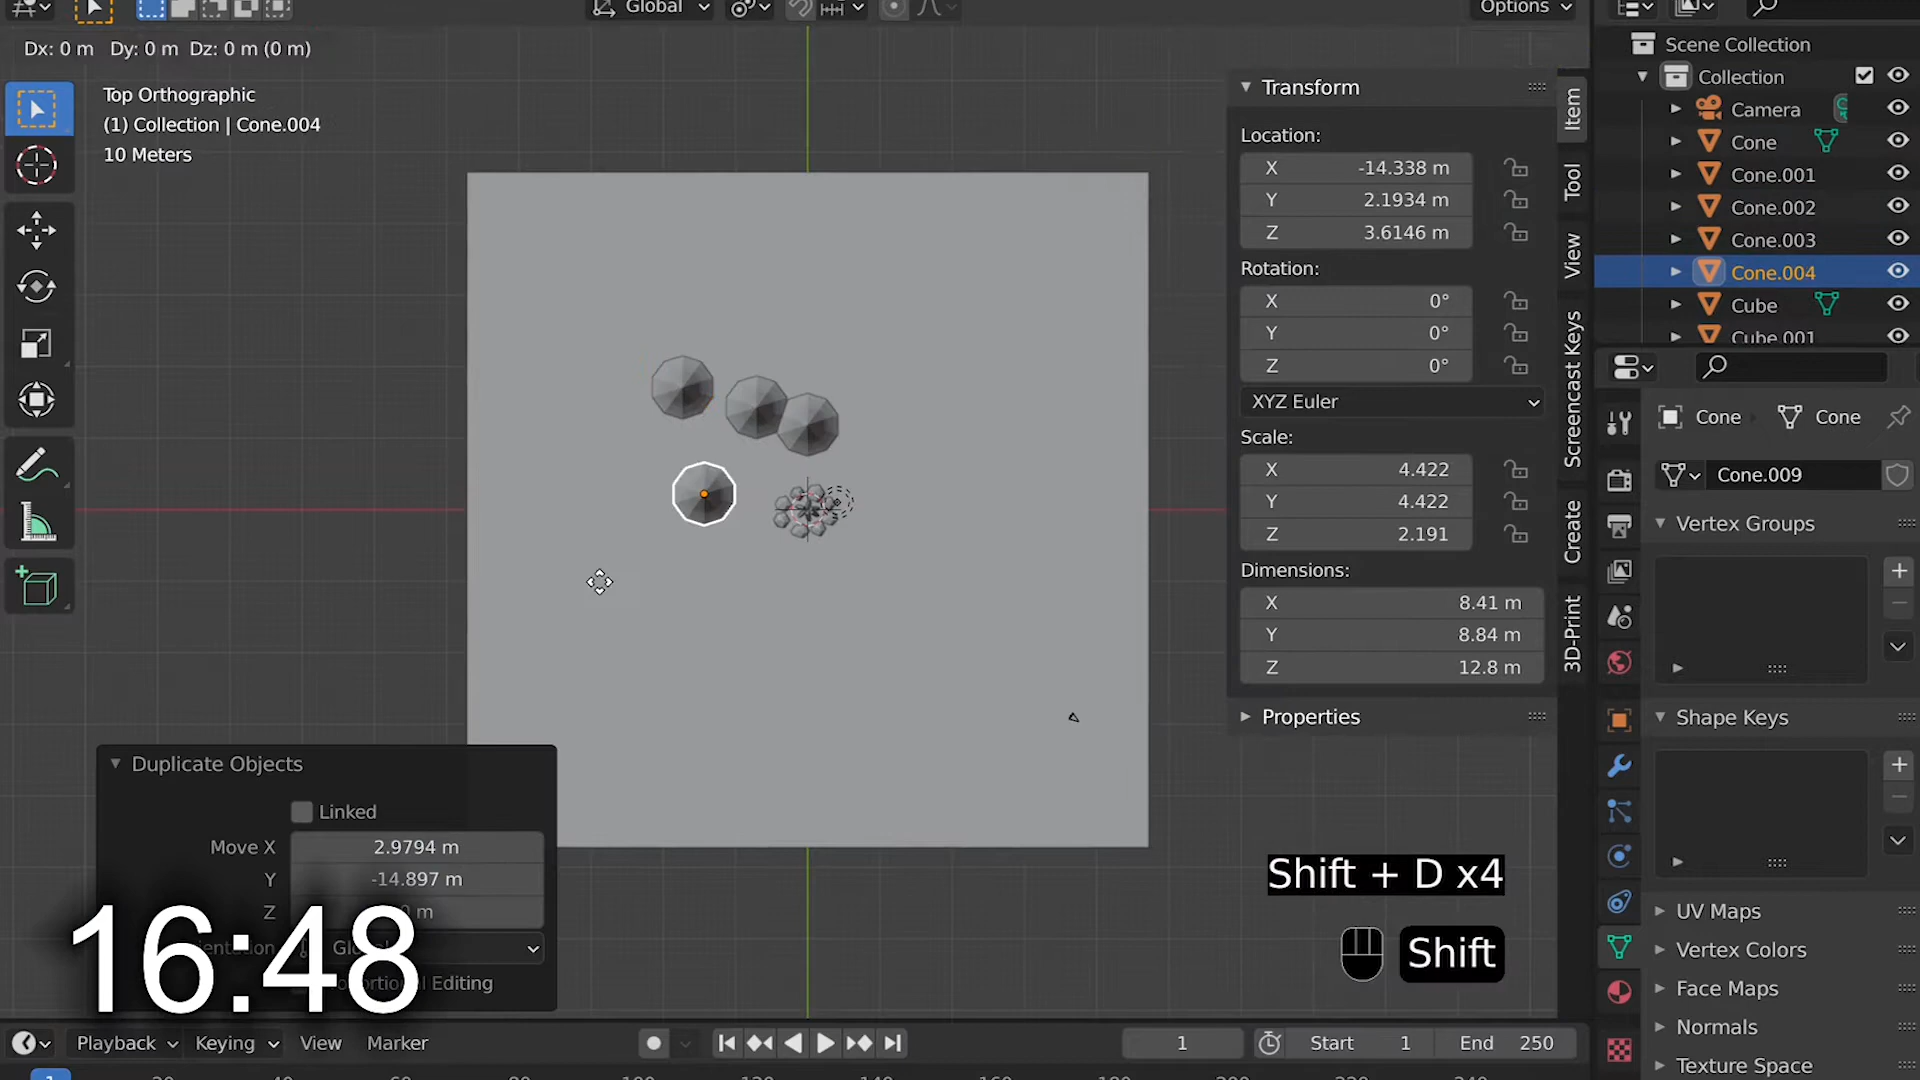 Global
Options
Dx: 0 m Dy: 0 m Dz: 0 m (0 m)
Top Orthographic
(1) Collection | Cone.004
10 Meters
Transform
Location:
X -14.338 m
Y 2.1934 m
Z 3.6146 m
Rotation:
X 0°
Y 0°
Z 0°
XYZ Euler
Scale:
X 4.422
Y 4.422
Z 2.191
Dimensions:
X 8.41 m
Y 8.84 m
Z 12.8 m
Properties
Item
Tool
View
Screencast Keys
Create
3D-Print
Scene Collection
Collection
Camera
Cone
Cone.001
Cone.002
Cone.003
Cone.004
Cube
Cube.001
Cone Cone
Cone.009
Vertex Groups
Shape Keys
UV Maps
Vertex Colors
Face Maps
Normals
Texture Space
Duplicate Objects
Linked
Move X 2.9794 m
Y -14.897 m
Z 0 m
Editing
16:48
Shift + D x4
Shift
Playback Keying View Marker
1
Start 1
End 250